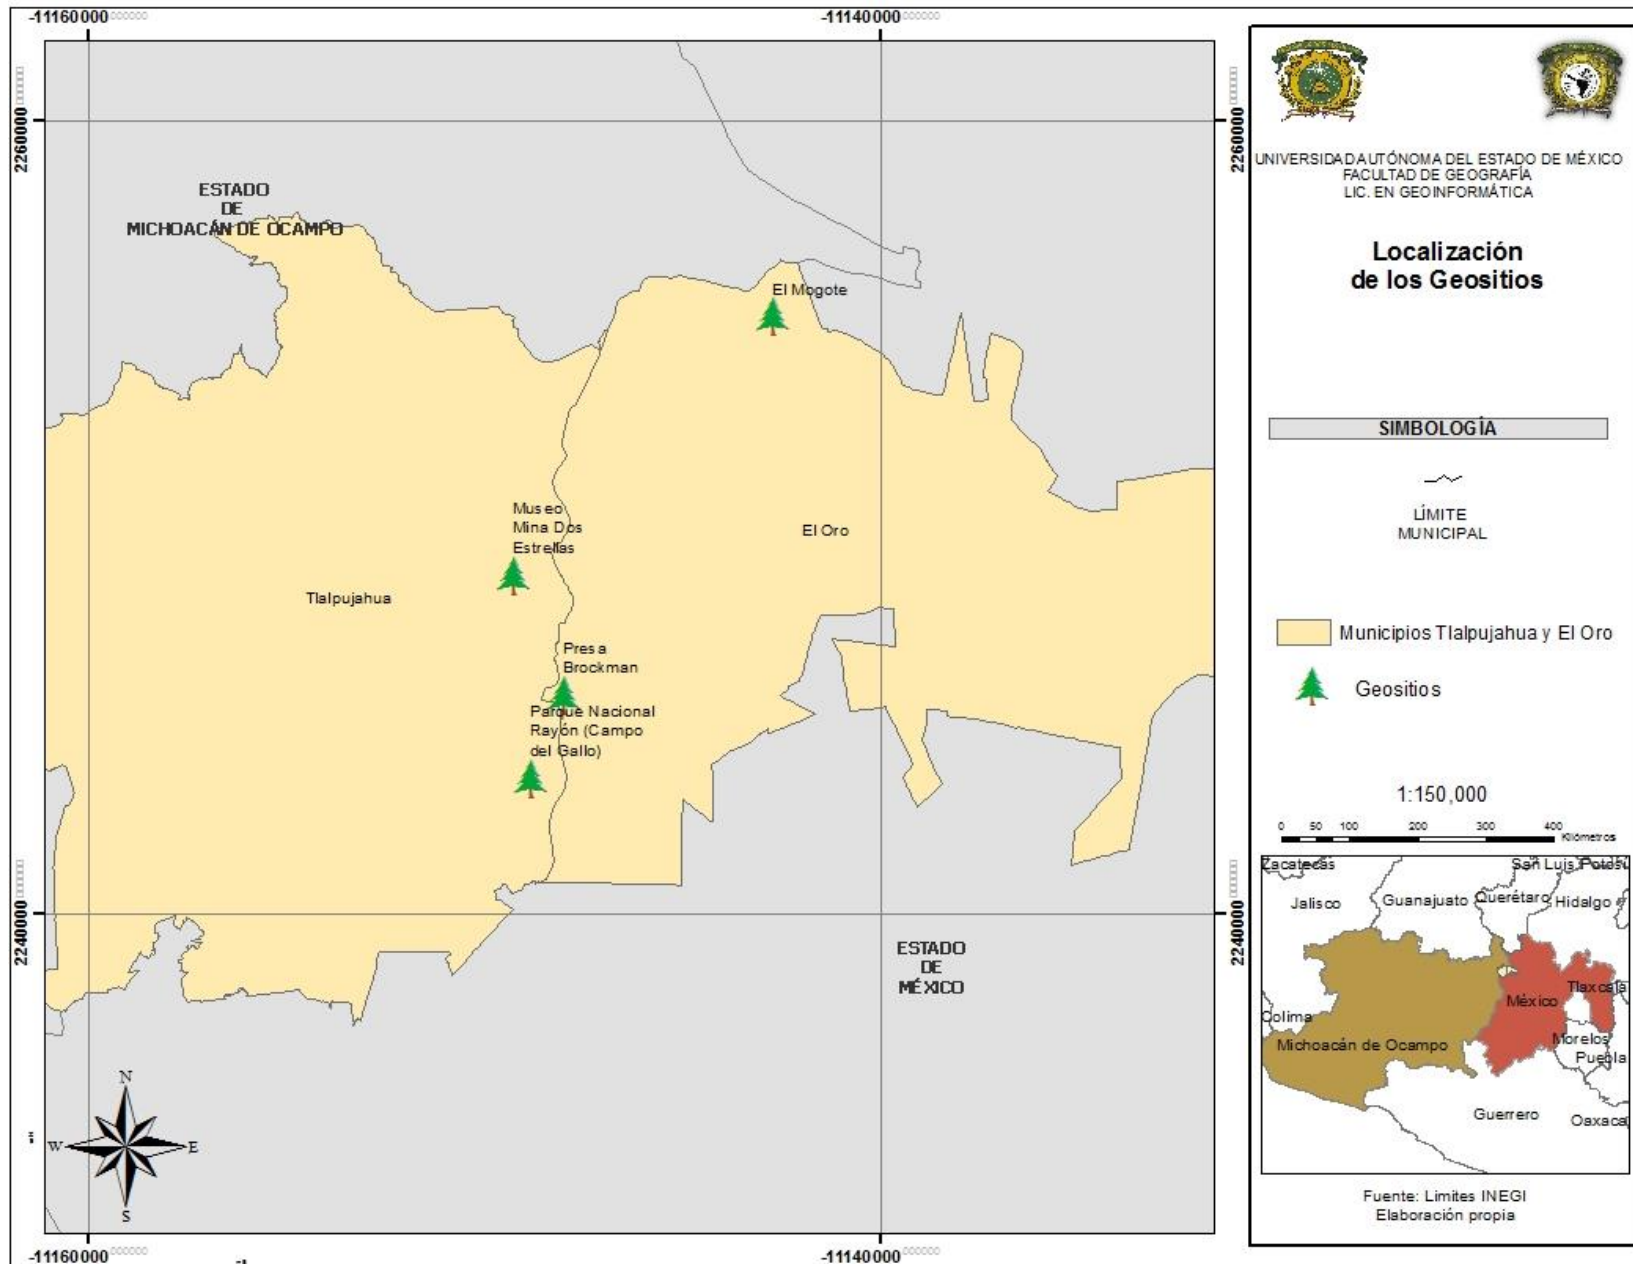 -11160000
-11140000
2260000
2260000
ESTADO
DE
MICHOACÁN DE OCAMPO
El Mogote
Museo
Mina Dos
Estrellas
El Oro
Tlalpujahua
Presa
Brockman
Parque Nacional
Rayón (Campo
del Gallo)
2240000
2240000
ESTADO
DE
MÉXICO
N
W
E
S
-11160000
-11140000
UNIVERSIDAD AUTÓNOMA DEL ESTADO DE MÉXICO
FACULTAD DE GEOGRAFÍA
LIC. EN GEOINFORMÁTICA
Localización
de los Geositios
SIMBOLOGÍA
LÍMITE
MUNICIPAL
Municipios Tlalpujahua y El Oro
Geositios
1:150,000
0 50 100 200 300 400
Kilómetros
Zacatecas
San Luis Potosí
Jalisco
Guanajuato
Querétaro
Hidalgo
México
Tlaxcala
Colima
Michoacán de Ocampo
Morelos
Puebla
Guerrero
Oaxaca
Fuente: Limites INEGI
Elaboración propia